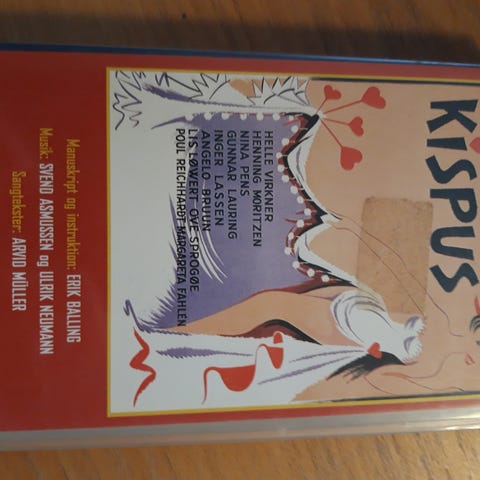 KISPUS
HELLE VIRKNER
HENNING MORITZEN
NINA PENS
GUNNAR LAURING
INGER LASSEN
ANGELO BRUUN
LIS LØWERT OVE SPROGØE
POUL REICHHARDT MARGARETA FAHLÉN
Manuskript og instruktion: ERIK BALLING
Musik: SVEND ASMUSSEN og ULRIK NEUMANN
Sangtekster: ARVID MÜLLER